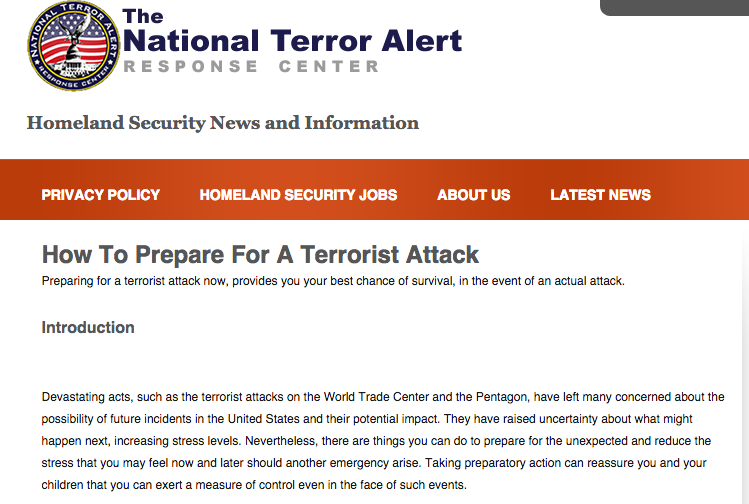 NATIONAL TERROR ALERT
RESPONSE CENTER
The
National Terror Alert
RESPONSE CENTER
Homeland Security News and Information
PRIVACY POLICY HOMELAND SECURITY JOBS ABOUT US LATEST NEWS
How To Prepare For A Terrorist Attack
Preparing for a terrorist attack now, provides you your best chance of survival, in the event of an actual attack.
Introduction
Devastating acts, such as the terrorist attacks on the World Trade Center and the Pentagon, have left many concerned about the
possibility of future incidents in the United States and their potential impact. They have raised uncertainty about what might
happen next, increasing stress levels. Nevertheless, there are things you can do to prepare for the unexpected and reduce the
stress that you may feel now and later should another emergency arise. Taking preparatory action can reassure you and your
children that you can exert a measure of control even in the face of such events.